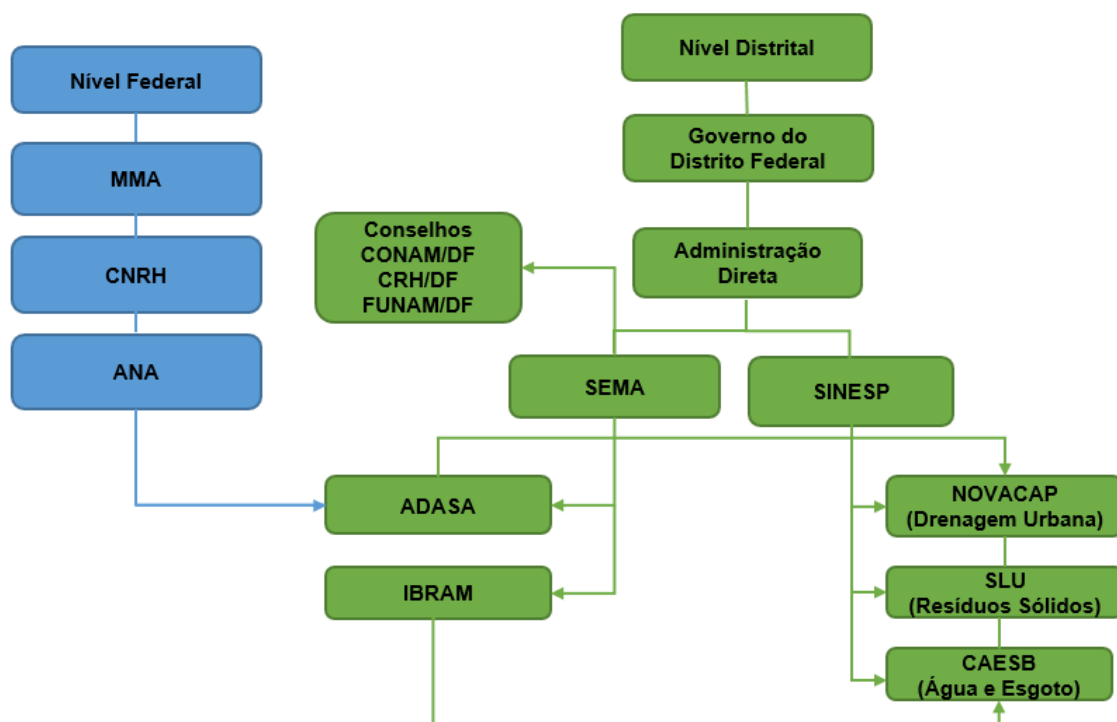 Nível Federal
MMA
CNRH
ANA
Nível Distrital
Governo do
Distrito Federal
Administração
Direta
Conselhos
CONAM/DF
CRH/DF
FUNAM/DF
SEMA
SINESP
ADASA
IBRAM
NOVACAP
(Drenagem Urbana)
SLU
(Resíduos Sólidos)
CAESB
(Água e Esgoto)